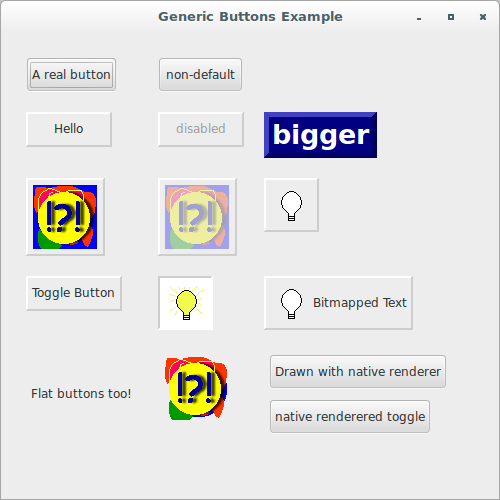 Generic Buttons Example
A real button
non-default
Hello
disabled
bigger
!?!
!?!
Toggle Button
Bitmapped Text
Flat buttons too!
!?!
Drawn with native renderer
native renderered toggle